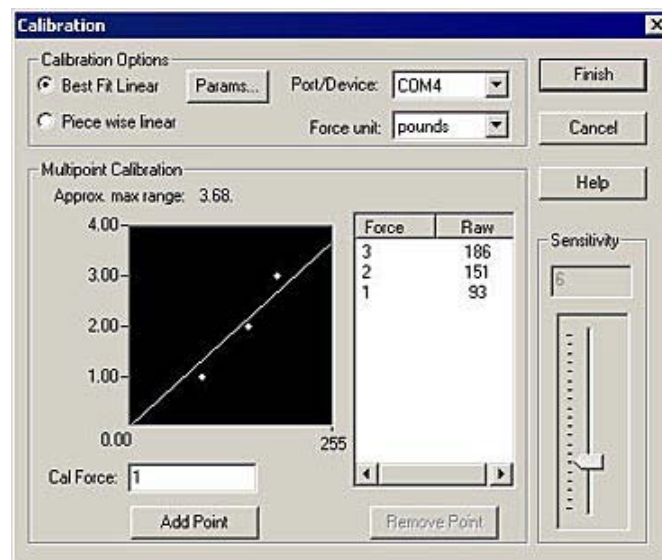 Calibration
Calibration Options
Best Fit Linear
Params...
Port/Device: COM4
Piece wise linear
Force unit: pounds
Finish
Cancel
Help
Multipoint Calibration
Approx. max range: 3.68.
4.00
3.00
2.00
1.00
0.00
255
Force Raw
3 186
2 151
1 93
Cal Force: 1
Add Point
Remove Point
Sensitivity
6